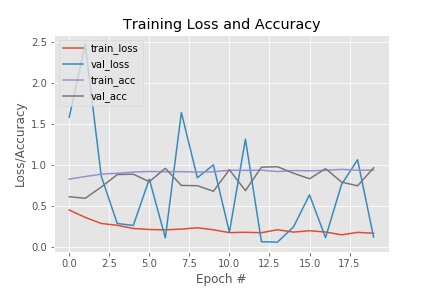 Training Loss and Accuracy
2.5
2.0
1.5
1.0
0.5
0.0
Loss/Accuracy
train_loss
val_loss
train_acc
val_acc
0.0 2.5 5.0 7.5 10.0 12.5 15.0 17.5
Epoch #